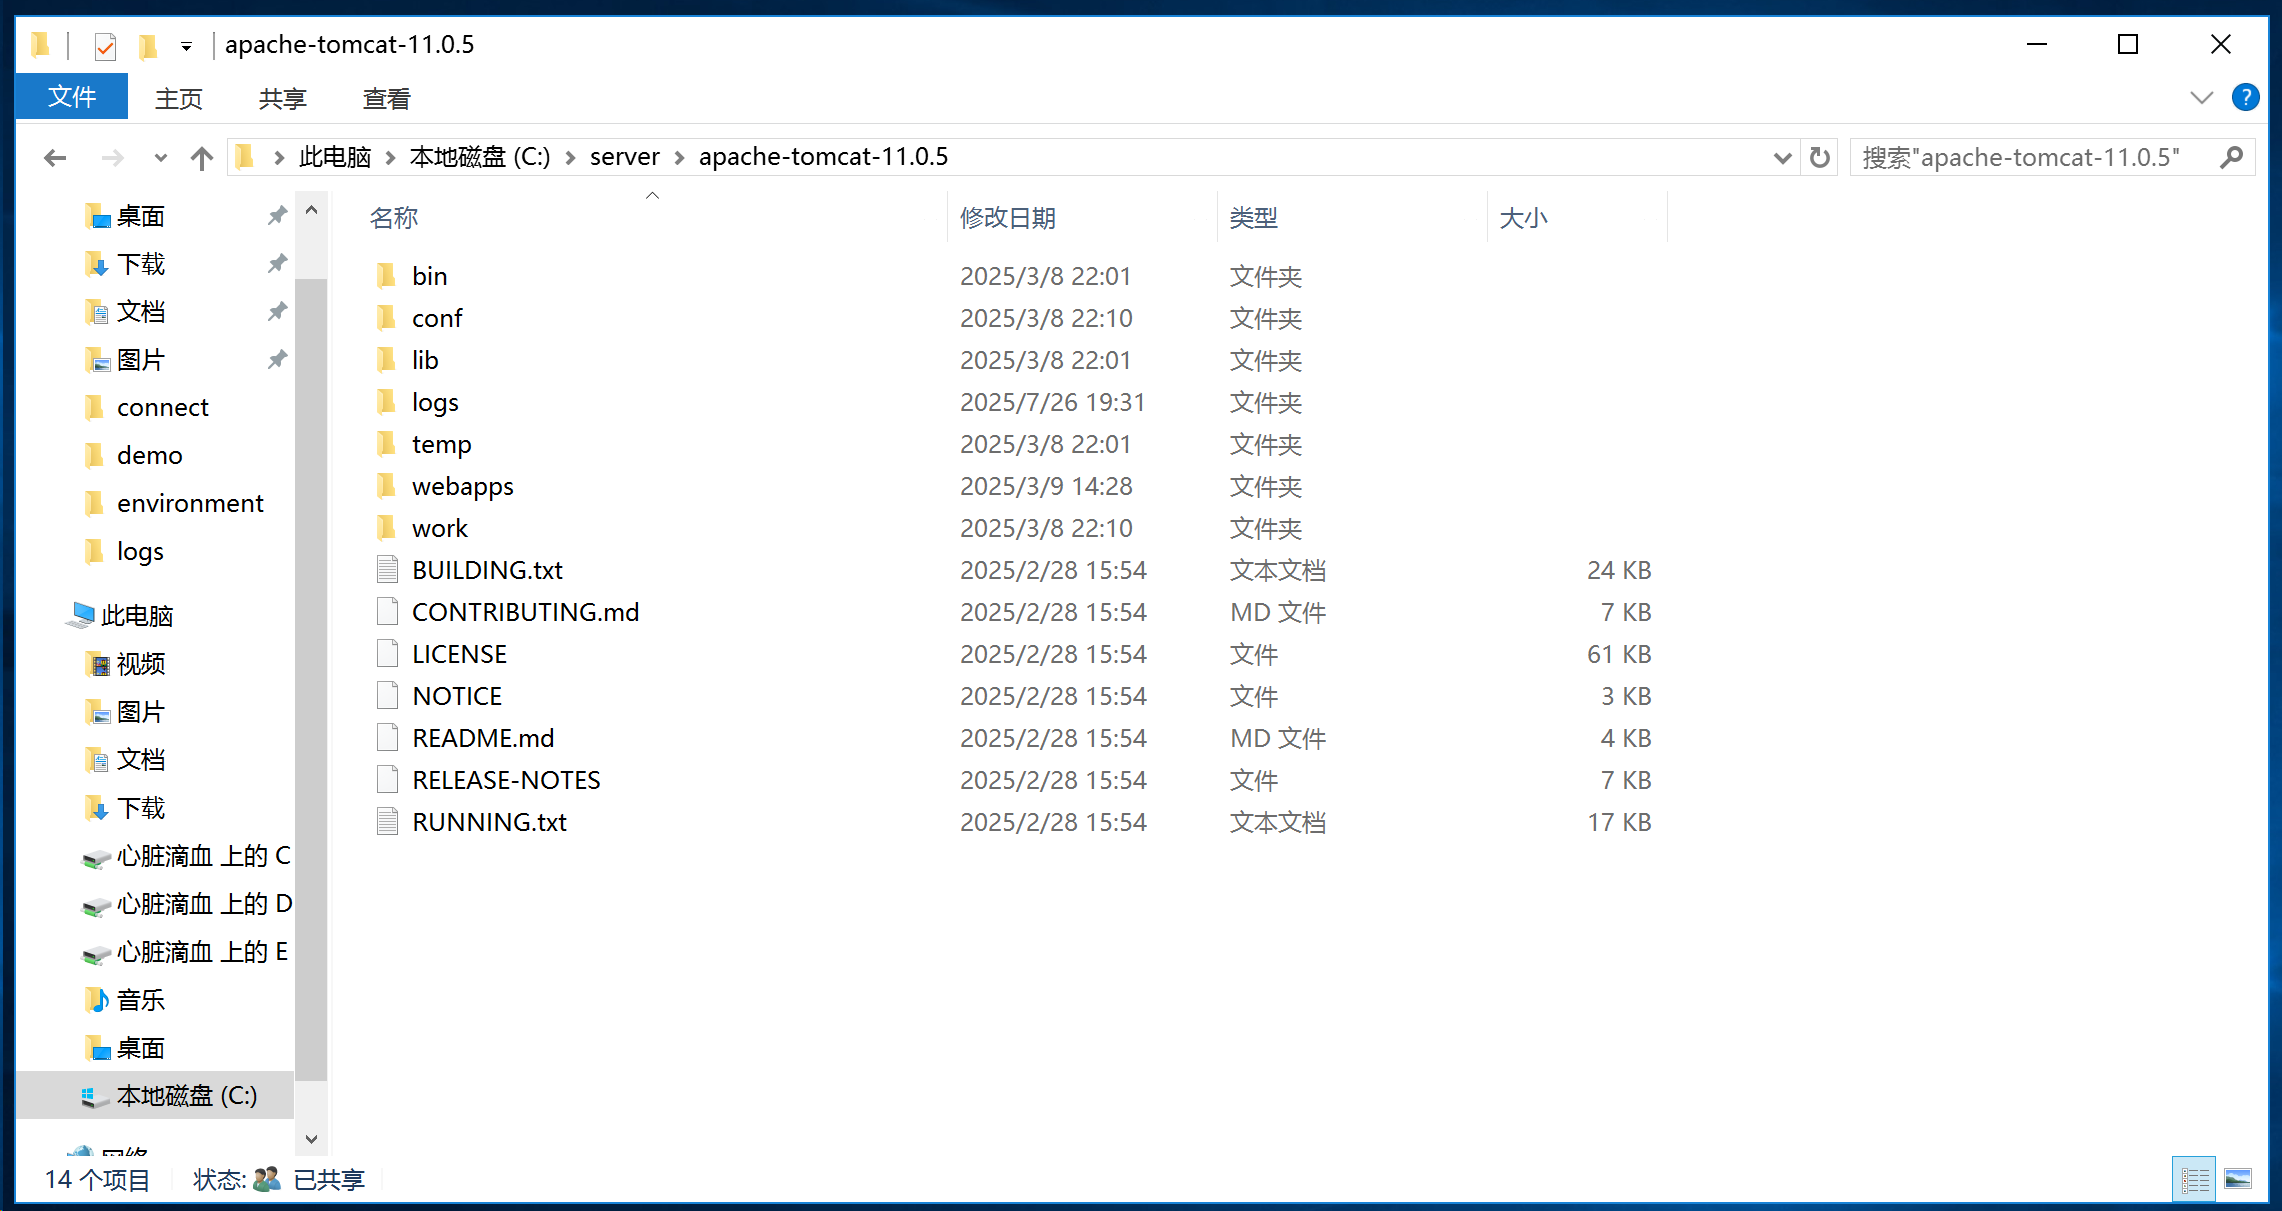 apache-tomcat-11.0.5
文件 主页 共享 查看
此电脑 本地磁盘 (C:) server apache-tomcat-11.0.5 搜索"apache-tomcat-11.0.5"
桌面
下载
文档
图片
connect
demo
environment
logs
此电脑
视频
图片
文档
下载
心脏滴血 上的 C
心脏滴血 上的 D
心脏滴血 上的 E
音乐
桌面
本地磁盘 (C:)
网络
名称 修改日期 类型 大小
bin 2025/3/8 22:01 文件夹
conf 2025/3/8 22:10 文件夹
lib 2025/3/8 22:01 文件夹
logs 2025/7/26 19:31 文件夹
temp 2025/3/8 22:01 文件夹
webapps 2025/3/9 14:28 文件夹
work 2025/3/8 22:10 文件夹
BUILDING.txt 2025/2/28 15:54 文本文档 24 KB
CONTRIBUTING.md 2025/2/28 15:54 MD 文件 7 KB
LICENSE 2025/2/28 15:54 文件 61 KB
NOTICE 2025/2/28 15:54 文件 3 KB
README.md 2025/2/28 15:54 MD 文件 4 KB
RELEASE-NOTES 2025/2/28 15:54 文件 7 KB
RUNNING.txt 2025/2/28 15:54 文本文档 17 KB
14 个项目 状态: 已共享